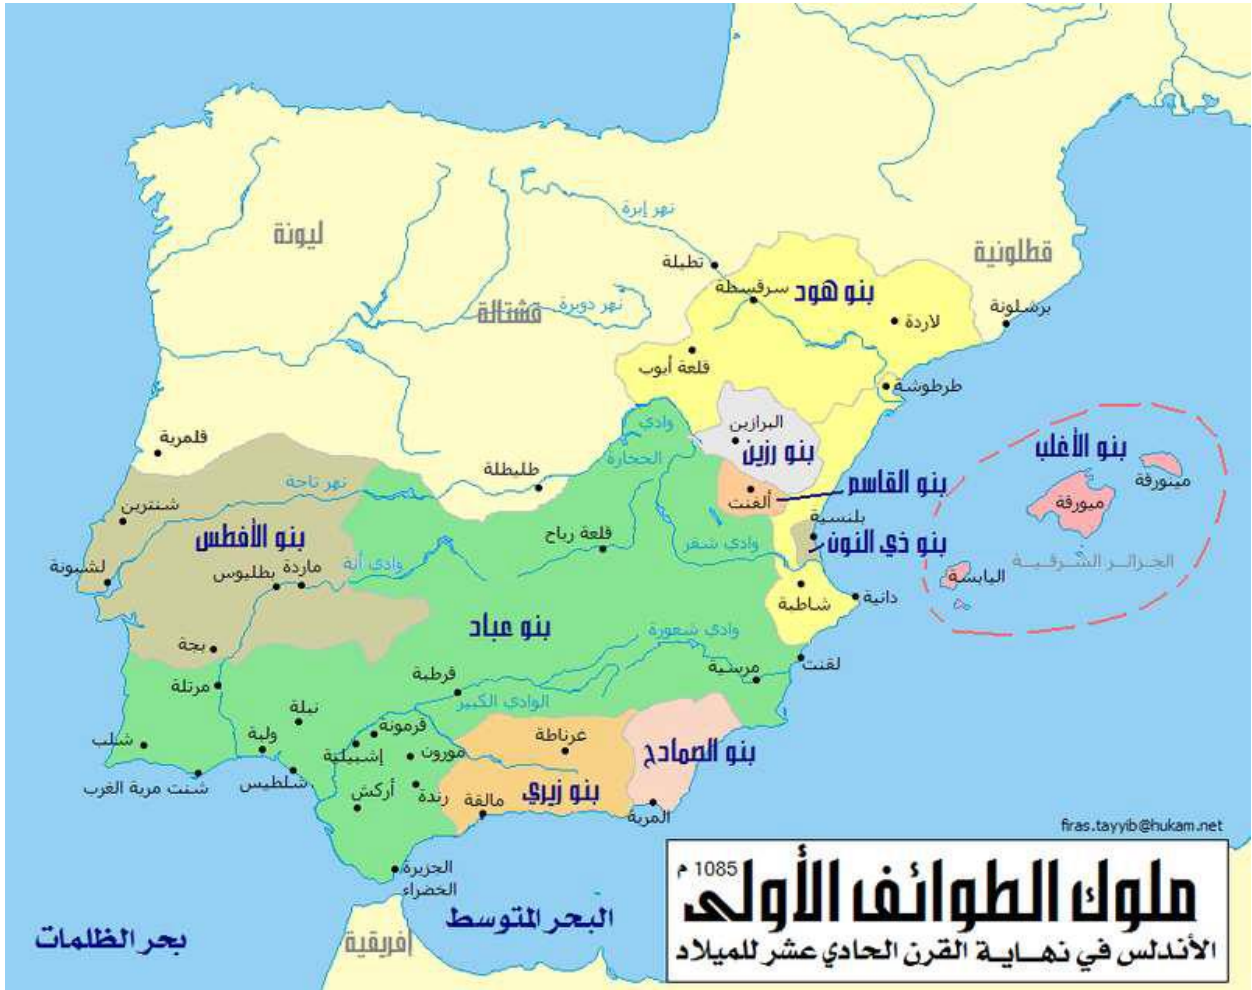 نهر إبرة
ليونة
قطلونية
تطيلة
سرقسطة
بنو هود
نهر دويرة
قشتالة
برشلونة
لاردة
قلعة أيوب
طرطوشة
البرازين
وادي
الحجارة
قلمرية
بنو رزين
بنو الأغلب
طليطلة
مينورقة
نهر تاجة
بنو القاسم
ألفنت
ميورقة
شنترين
بلنسية
بنو الأفطس
قلعة رباح
وادي شقر
بنو ذي النون
الجزائر الشرقية
وادي أنة
لشبونة
ماردة
بطليوس
اليابسة
دانية
شاطبة
بنو عباد
وادي شعورة
بجة
لقنت
مرسية
قرطبة
مرتلة
الوادي الكبير
نبلة
قرمونة
غرناطة
ولبة
شلب
إشبيلية
مورون
بنو الصمادح
شنت مرية الغرب
شلطيس
أركش
رندة
بنو زيري
مالقة
المرية
firas.tayyib@hukam.net
الجزيرة
الخضراء
1085 م
ملوك الطوائف الأولى
الأندلس في نهاية القرن الحادي عشر للميلاد
البحر المتوسط
بحر الظلمات
إفريقية